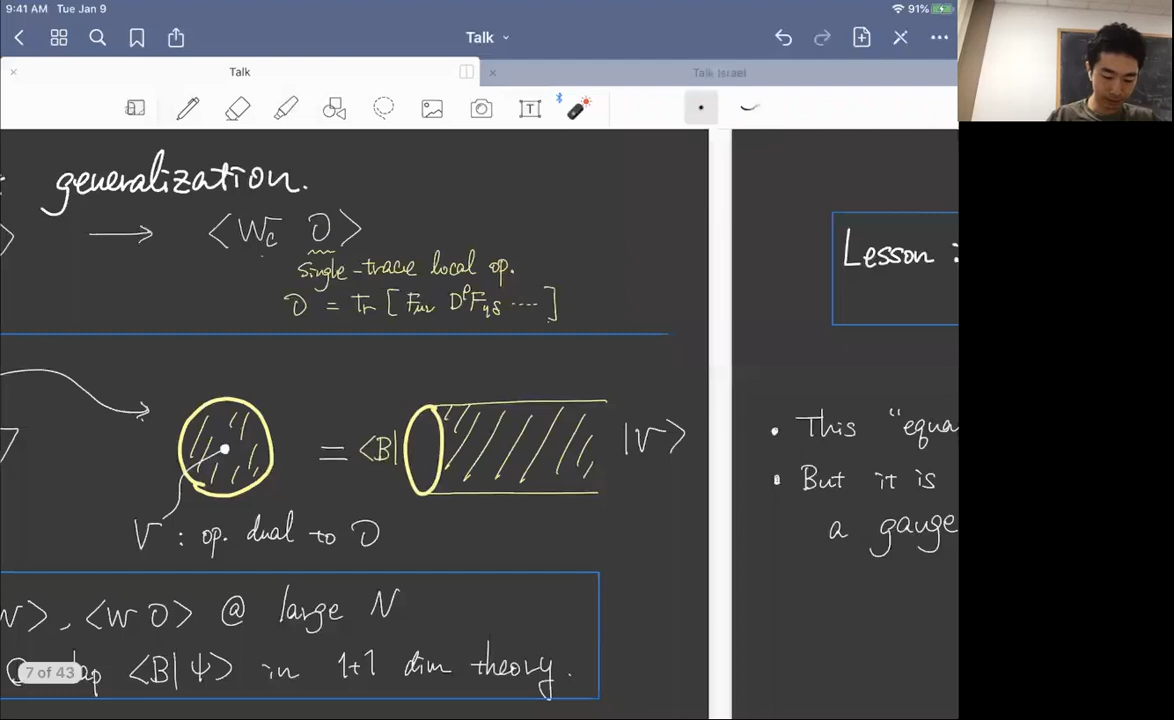 9:41 AM Tue Jan 9
91%
Talk
Talk
Talk Israel
generalization.
> → <W_C O>
single-trace local op.
O = Tr [ F_μν D^ρ F_γδ ···· ]
= <B| |V>
V : op. dual to O
W> , <W O> @ large N
<B|Ψ> in 1+1 dim theory.
7 of 43
Lesson :
• This "equa
• But it is
a gauge